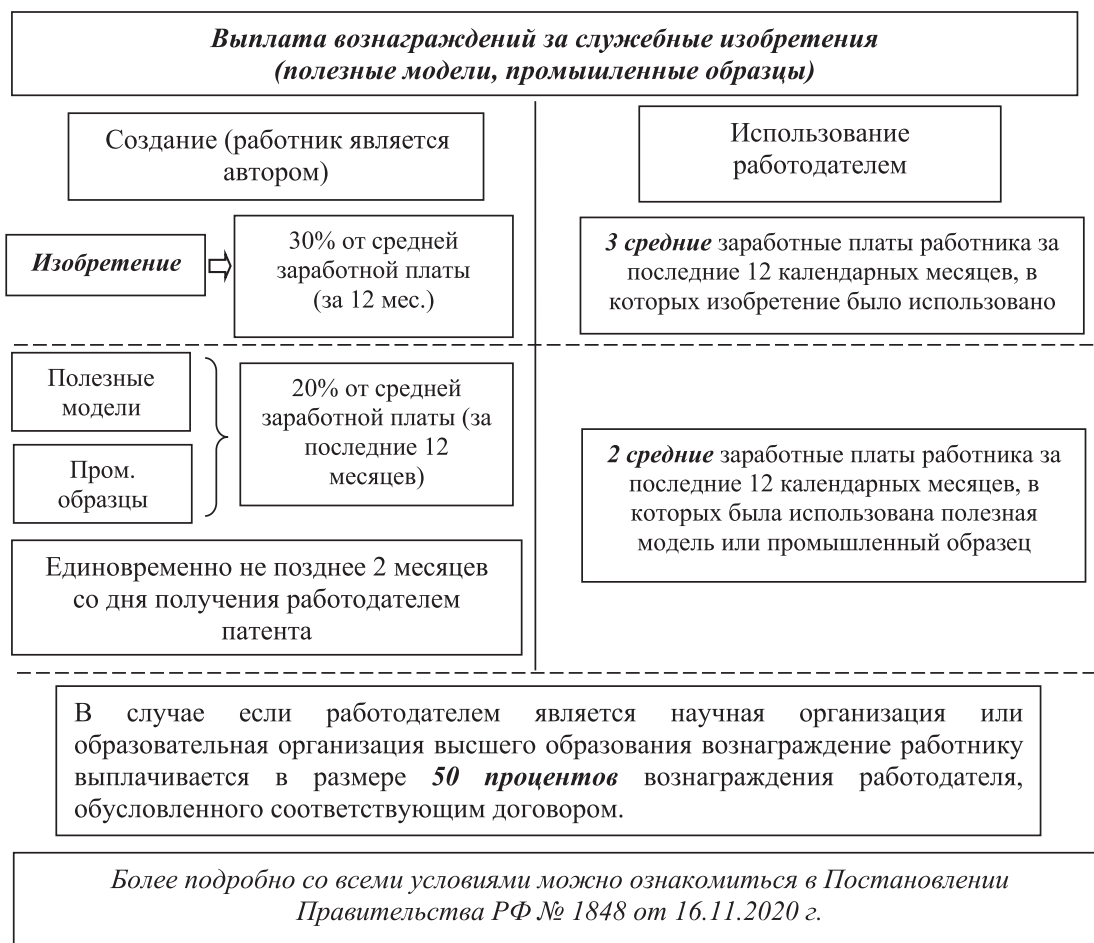 Выплата вознаграждений за служебные изобретения
(полезные модели, промышленные образцы)
Создание (работник является
автором)
Изобретение
30% от средней
заработной платы
(за 12 мес.)
Полезные
модели
Пром.
образцы
20% от средней
заработной платы (за
последние 12
месяцев)
Единовременно не позднее 2 месяцев
со дня получения работодателем
патента
Использование
работодателем
3 средние заработные платы работника за
последние 12 календарных месяцев, в
которых изобретение было использовано
2 средние заработные платы работника за
последние 12 календарных месяцев, в
которых была использована полезная
модель или промышленный образец
В случае если работодателем является научная организация или
образовательная организация высшего образования вознаграждение работнику
выплачивается в размере 50 процентов вознаграждения работодателя,
обусловленного соответствующим договором.
Более подробно со всеми условиями можно ознакомиться в Постановлении
Правительства РФ № 1848 от 16.11.2020 г.